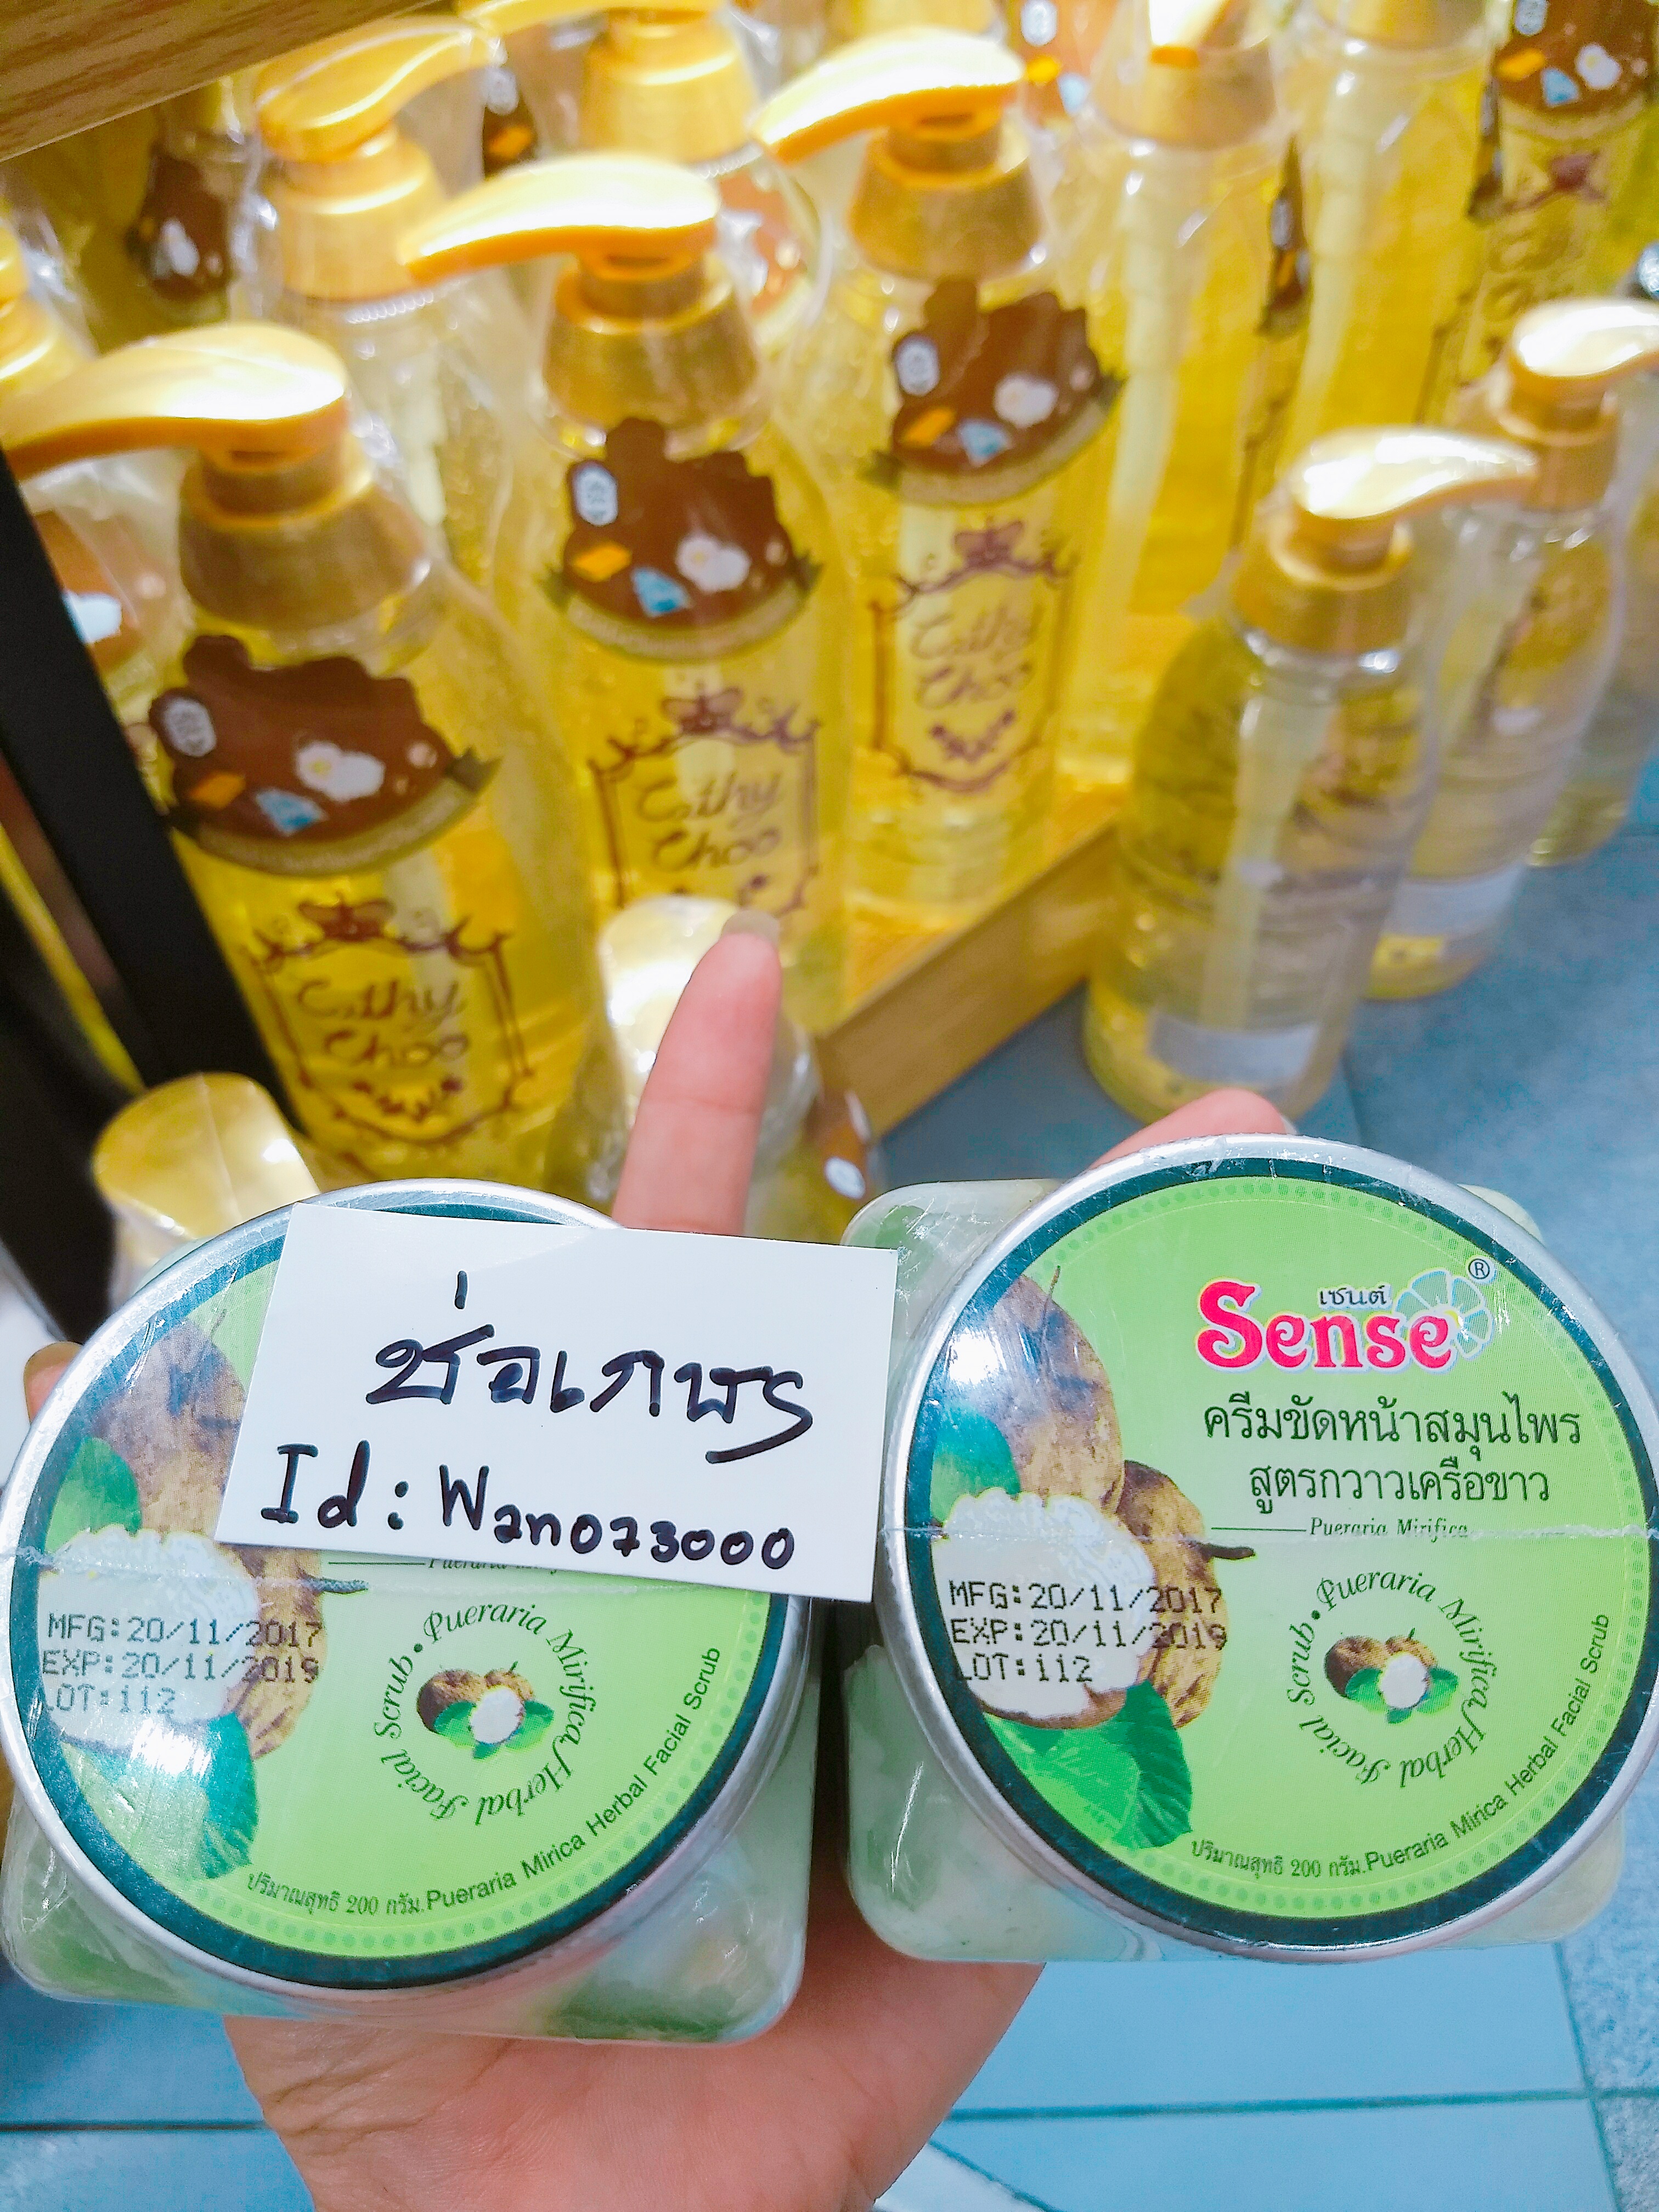 Cathy
Choo
Cathy
Choo
Cathy
Choo
ช่อเกษร
Id: Wan073000
MFG:20/11/2017
EXP:20/11/2019
LOT:112
Pueraria Mirifica Herbal Facial Scrub
ปริมาณสุทธิ 200 กรัม.Pueraria Mirica Herbal Facial Scrub
เซนต์
Sense®
ครีมขัดหน้าสมุนไพร
สูตรกวาวเครือขาว
Pueraria Mirifica
MFG:20/11/2017
EXP:20/11/2019
LOT:112
Pueraria Mirifica Herbal Facial Scrub
ปริมาณสุทธิ 200 กรัม.Pueraria Mirica Herbal Facial Scrub